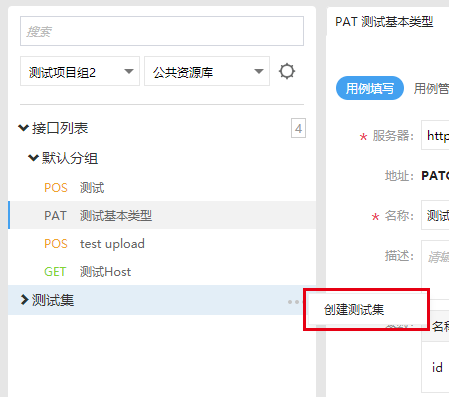 搜索
测试项目组2 公共资源库
接口列表 4
默认分组
POS 测试
PAT 测试基本类型
POS test upload
GET 测试Host
测试集
创建测试集
PAT 测试基本类型
用例填写 用例管
* 服务器: http
地址: PATC
* 名称: 测试
描述: 请输
名称
id